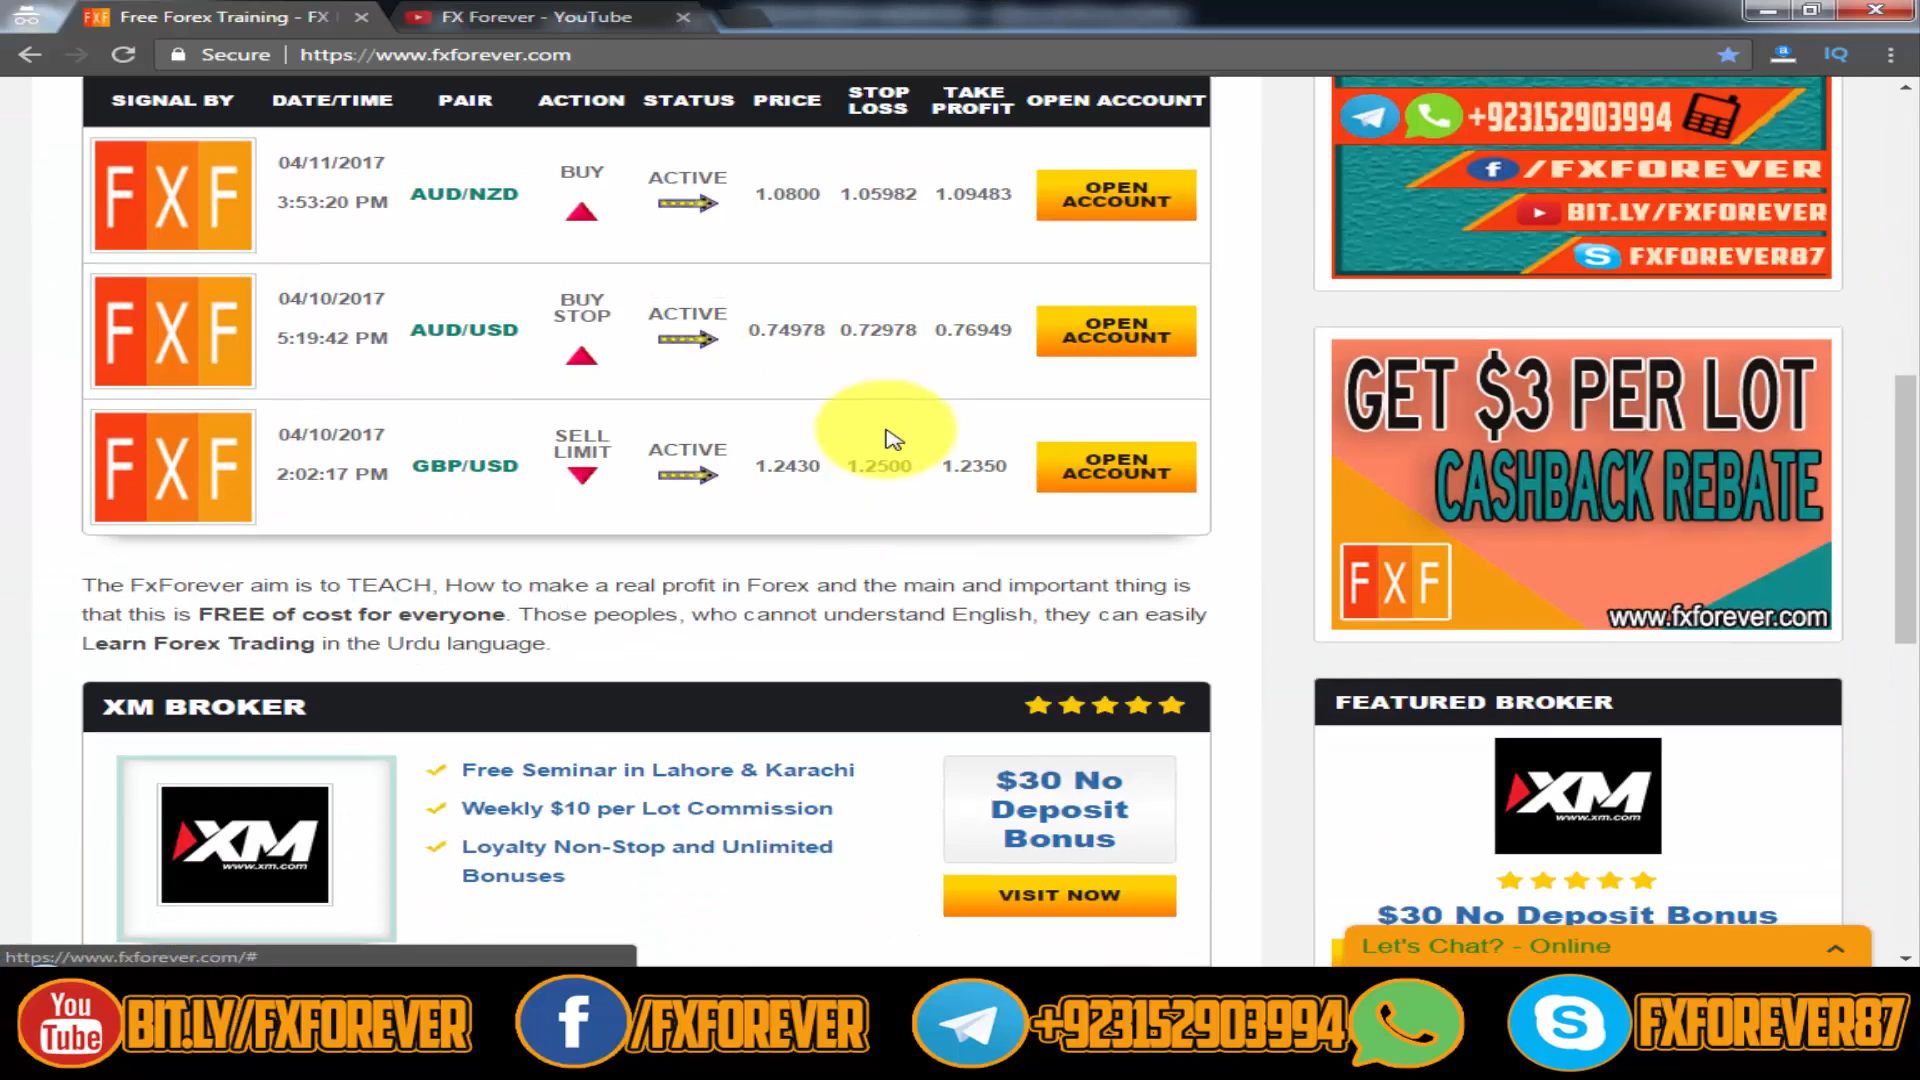 Free Forex Training - FX
FX Forever - YouTube
Secure | https://www.fxforever.com
SIGNAL BY DATE/TIME PAIR ACTION STATUS PRICE STOP LOSS TAKE PROFIT OPEN ACCOUNT
FXF 04/11/2017 3:53:20 PM AUD/NZD BUY ACTIVE 1.0800 1.05982 1.09483 OPEN ACCOUNT
FXF 04/10/2017 5:19:42 PM AUD/USD BUY STOP ACTIVE 0.74978 0.72978 0.76949 OPEN ACCOUNT
FXF 04/10/2017 2:02:17 PM GBP/USD SELL LIMIT ACTIVE 1.2430 1.2500 1.2350 OPEN ACCOUNT
The FxForever aim is to TEACH, How to make a real profit in Forex and the main and important thing is
that this is FREE of cost for everyone. Those peoples, who cannot understand English, they can easily
Learn Forex Trading in the Urdu language.
XM BROKER
XM
www.xm.com
Free Seminar in Lahore & Karachi
Weekly $10 per Lot Commission
Loyalty Non-Stop and Unlimited
Bonuses
$30 No
Deposit
Bonus
VISIT NOW
+923152903994
/FXFOREVER
BIT.LY/FXFOREVER
FXFOREVER87
GET $3 PER LOT
CASHBACK REBATE
FXF
www.fxforever.com
FEATURED BROKER
XM
www.xm.com
$30 No Deposit Bonus
Let's Chat? - Online
https://www.fxforever.com/#
You
Tube
BIT.LY/FXFOREVER
/FXFOREVER
+923152903994
FXFOREVER87
IQ